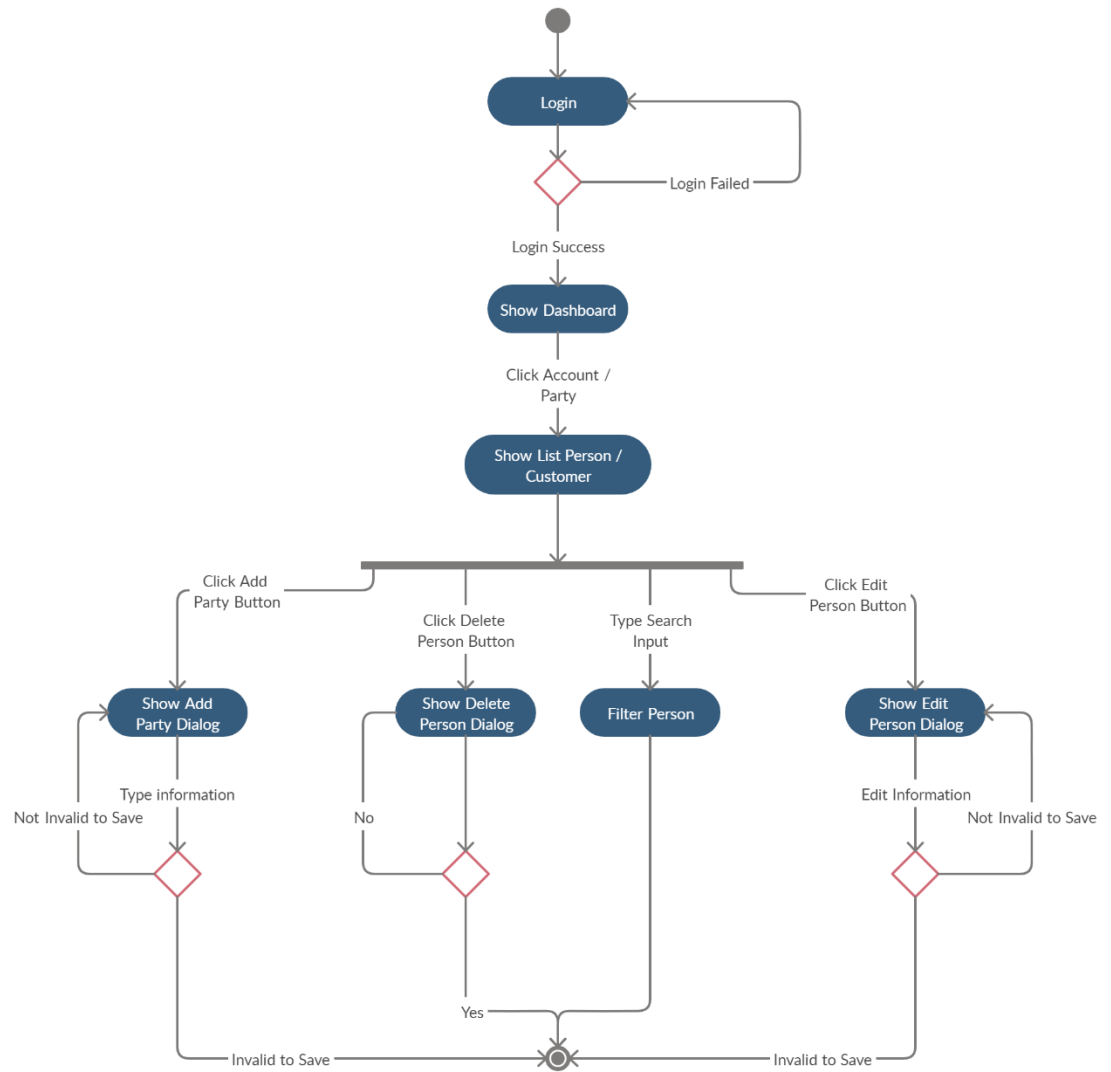 Login
Login Failed
Login Success
Show Dashboard
Click Account /
Party
Show List Person /
Customer
Click Add
Party Button
Click Delete
Person Button
Type Search
Input
Click Edit
Person Button
Show Add
Party Dialog
Show Delete
Person Dialog
Filter Person
Show Edit
Person Dialog
Type information
Not Invalid to Save
No
Edit Information
Not Invalid to Save
Yes
Invalid to Save
Invalid to Save